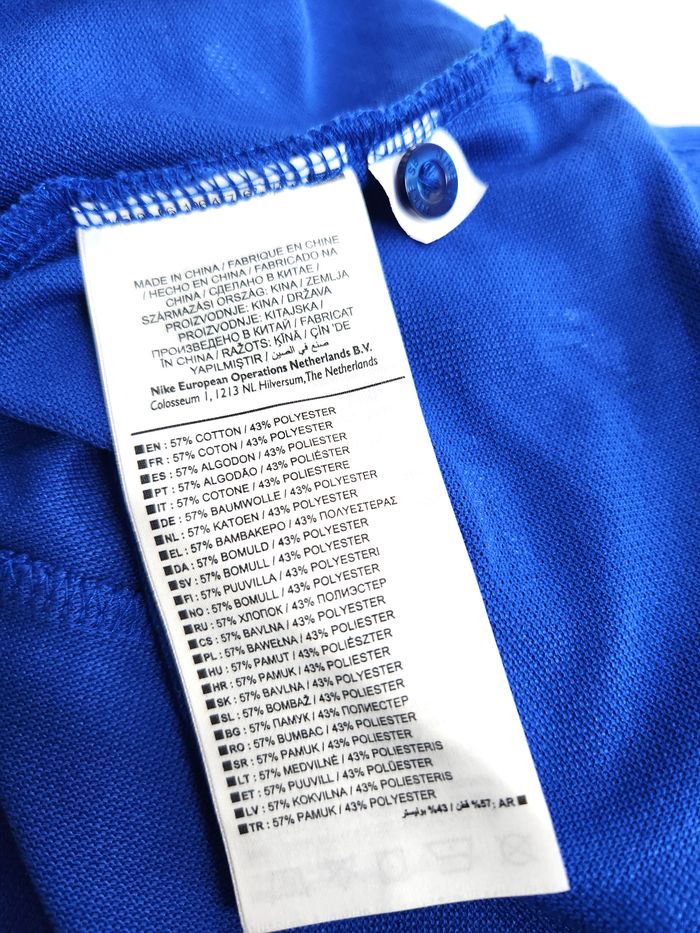 MADE IN CHINA / FABRIQUE EN CHINE
/ HECHO EN CHINA / FABRICADO NA
CHINA / СДЕЛАНО В КИТАЕ /
SZÁRMAZÁSI ORSZÁG: KÍNA / ZEMLJA
PROIZVODNJE: KINA / DRŽAVA
PROIZVODNJE: KITAJSKA /
ПРОИЗВЕДЕНО В КИТАЙ / FABRICAT
ÎN CHINA / RAŽOTS: ĶĪNĀ / ÇİN 'DE
YAPILMIŞTIR / صنع في الصين
Nike European Operations Netherlands B.V.
Colosseum 1, 1213 NL Hilversum, The Netherlands
EN : 57% COTTON / 43% POLYESTER
FR : 57% COTON / 43% POLYESTER
ES : 57% ALGODON / 43% POLIESTER
PT : 57% ALGODÃO / 43% POLIÉSTER
IT : 57% COTONE / 43% POLIESTERE
DE : 57% BAUMWOLLE / 43% POLYESTER
NL : 57% KATOEN / 43% POLYESTER
EL : 57% ΒΑΜΒΑΚΕΡΟ / 43% ΠΟΛΥΕΣΤΕΡΑΣ
DA : 57% BOMULD / 43% POLYESTER
SV : 57% BOMULL / 43% POLYESTER
FI : 57% PUUVILLA / 43% POLYESTERI
NO : 57% BOMULL / 43% POLYESTER
RU : 57% ХЛОПОК / 43% ПОЛИЭСТЕР
CS : 57% BAVLNA / 43% POLYESTER
PL : 57% BAWEŁNA / 43% POLIESTER
HU : 57% PAMUT / 43% POLIÉSZTER
HR : 57% PAMUK / 43% POLIESTER
SK : 57% BAVLNA / 43% POLYESTER
SL : 57% BOMBAŽ / 43% POLIESTER
BG : 57% ПАМУК / 43% ПОЛИЕСТЕР
RO : 57% BUMBAC / 43% POLIESTER
SR : 57% PAMUK / 43% POLIESTER
LT : 57% MEDVILNĖ / 43% POLIESTERIS
ET : 57% PUUVILL / 43% POLÜESTER
LV : 57% KOKVILNA / 43% POLIESTERIS
TR : 57% PAMUK / 43% POLYESTER
AR : 57% قطن / 43% بوليستر